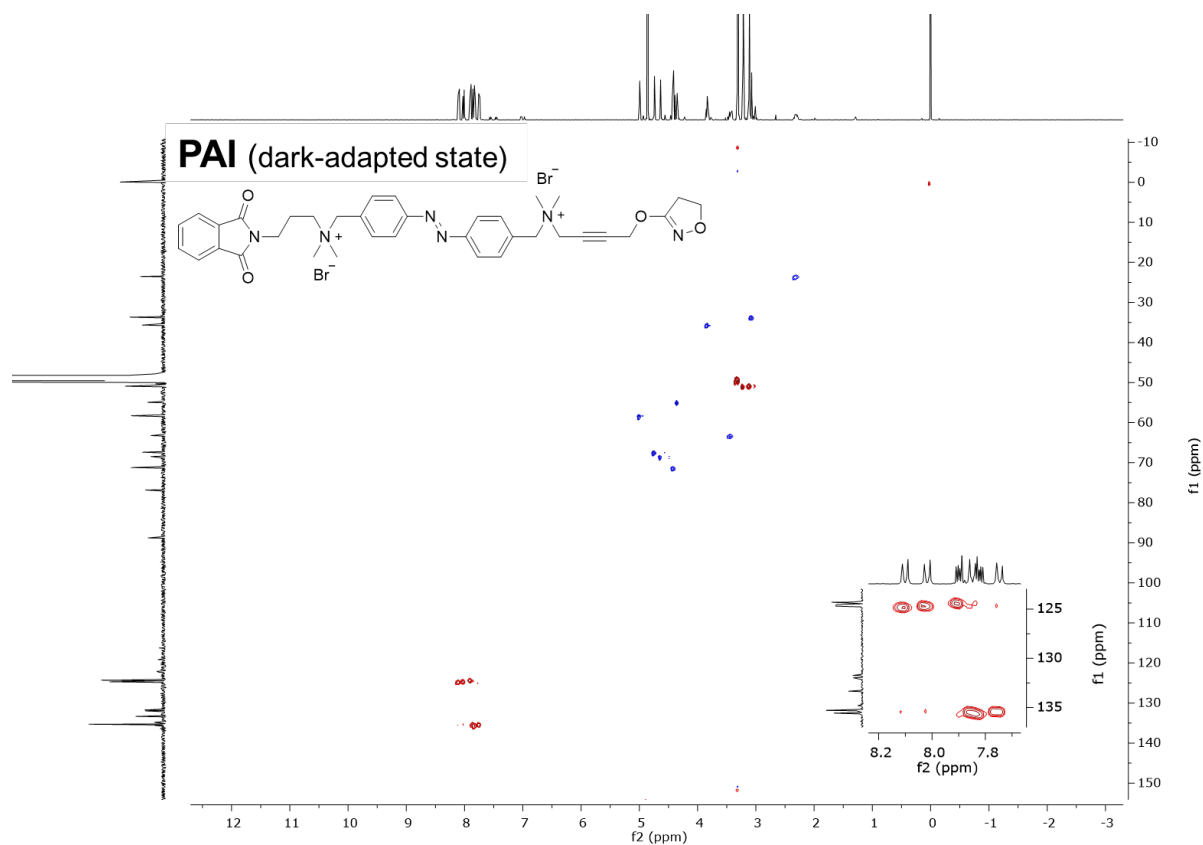 PAI (dark-adapted state)
Br−
O
N
N
O
N
+
N
N
N
+
O
N
O
Br−
-10
0
10
20
30
40
50
60
70
80
90
100
110
120
130
140
150
f1 (ppm)
125
130
135
f1 (ppm)
8.2 8.0 7.8
f2 (ppm)
12 11 10 9 8 7 6 5 4 3 2 1 0 -1 -2 -3
f2 (ppm)